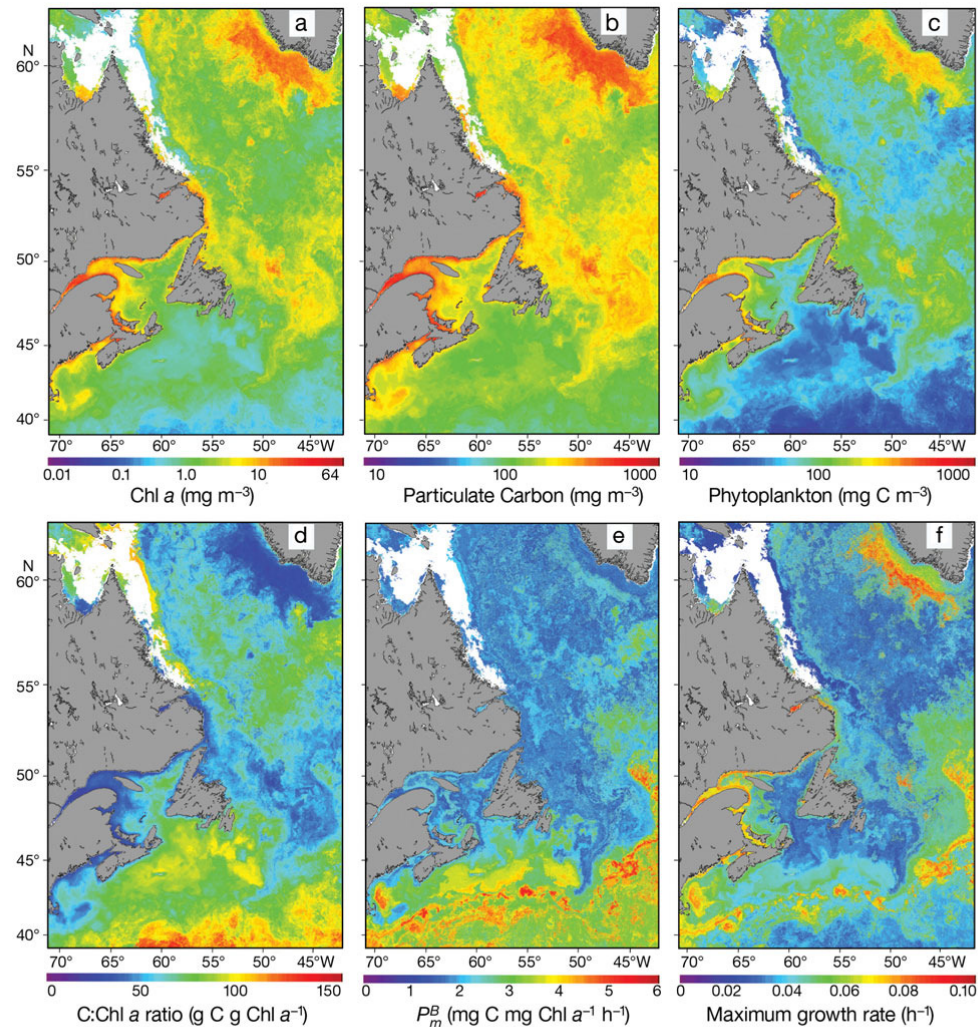 a b c
N
60°
55°
50°
45°
40°
70° 65° 60° 55° 50° 45°W 70° 65° 60° 55° 50° 45°W 70° 65° 60° 55° 50° 45°W
0.01 0.1 1.0 10 64 10 100 1000 10 100 1000
Chl a (mg m⁻³) Particulate Carbon (mg m⁻³) Phytoplankton (mg C m⁻³)
d e f
N
60°
55°
50°
45°
40°
70° 65° 60° 55° 50° 45°W 70° 65° 60° 55° 50° 45°W 70° 65° 60° 55° 50° 45°W
0 50 100 150 0 1 2 3 4 5 6 0 0.02 0.04 0.06 0.08 0.10
C:Chl a ratio (g C g Chl a⁻¹) P_m^B (mg C mg Chl a⁻¹ h⁻¹) Maximum growth rate (h⁻¹)